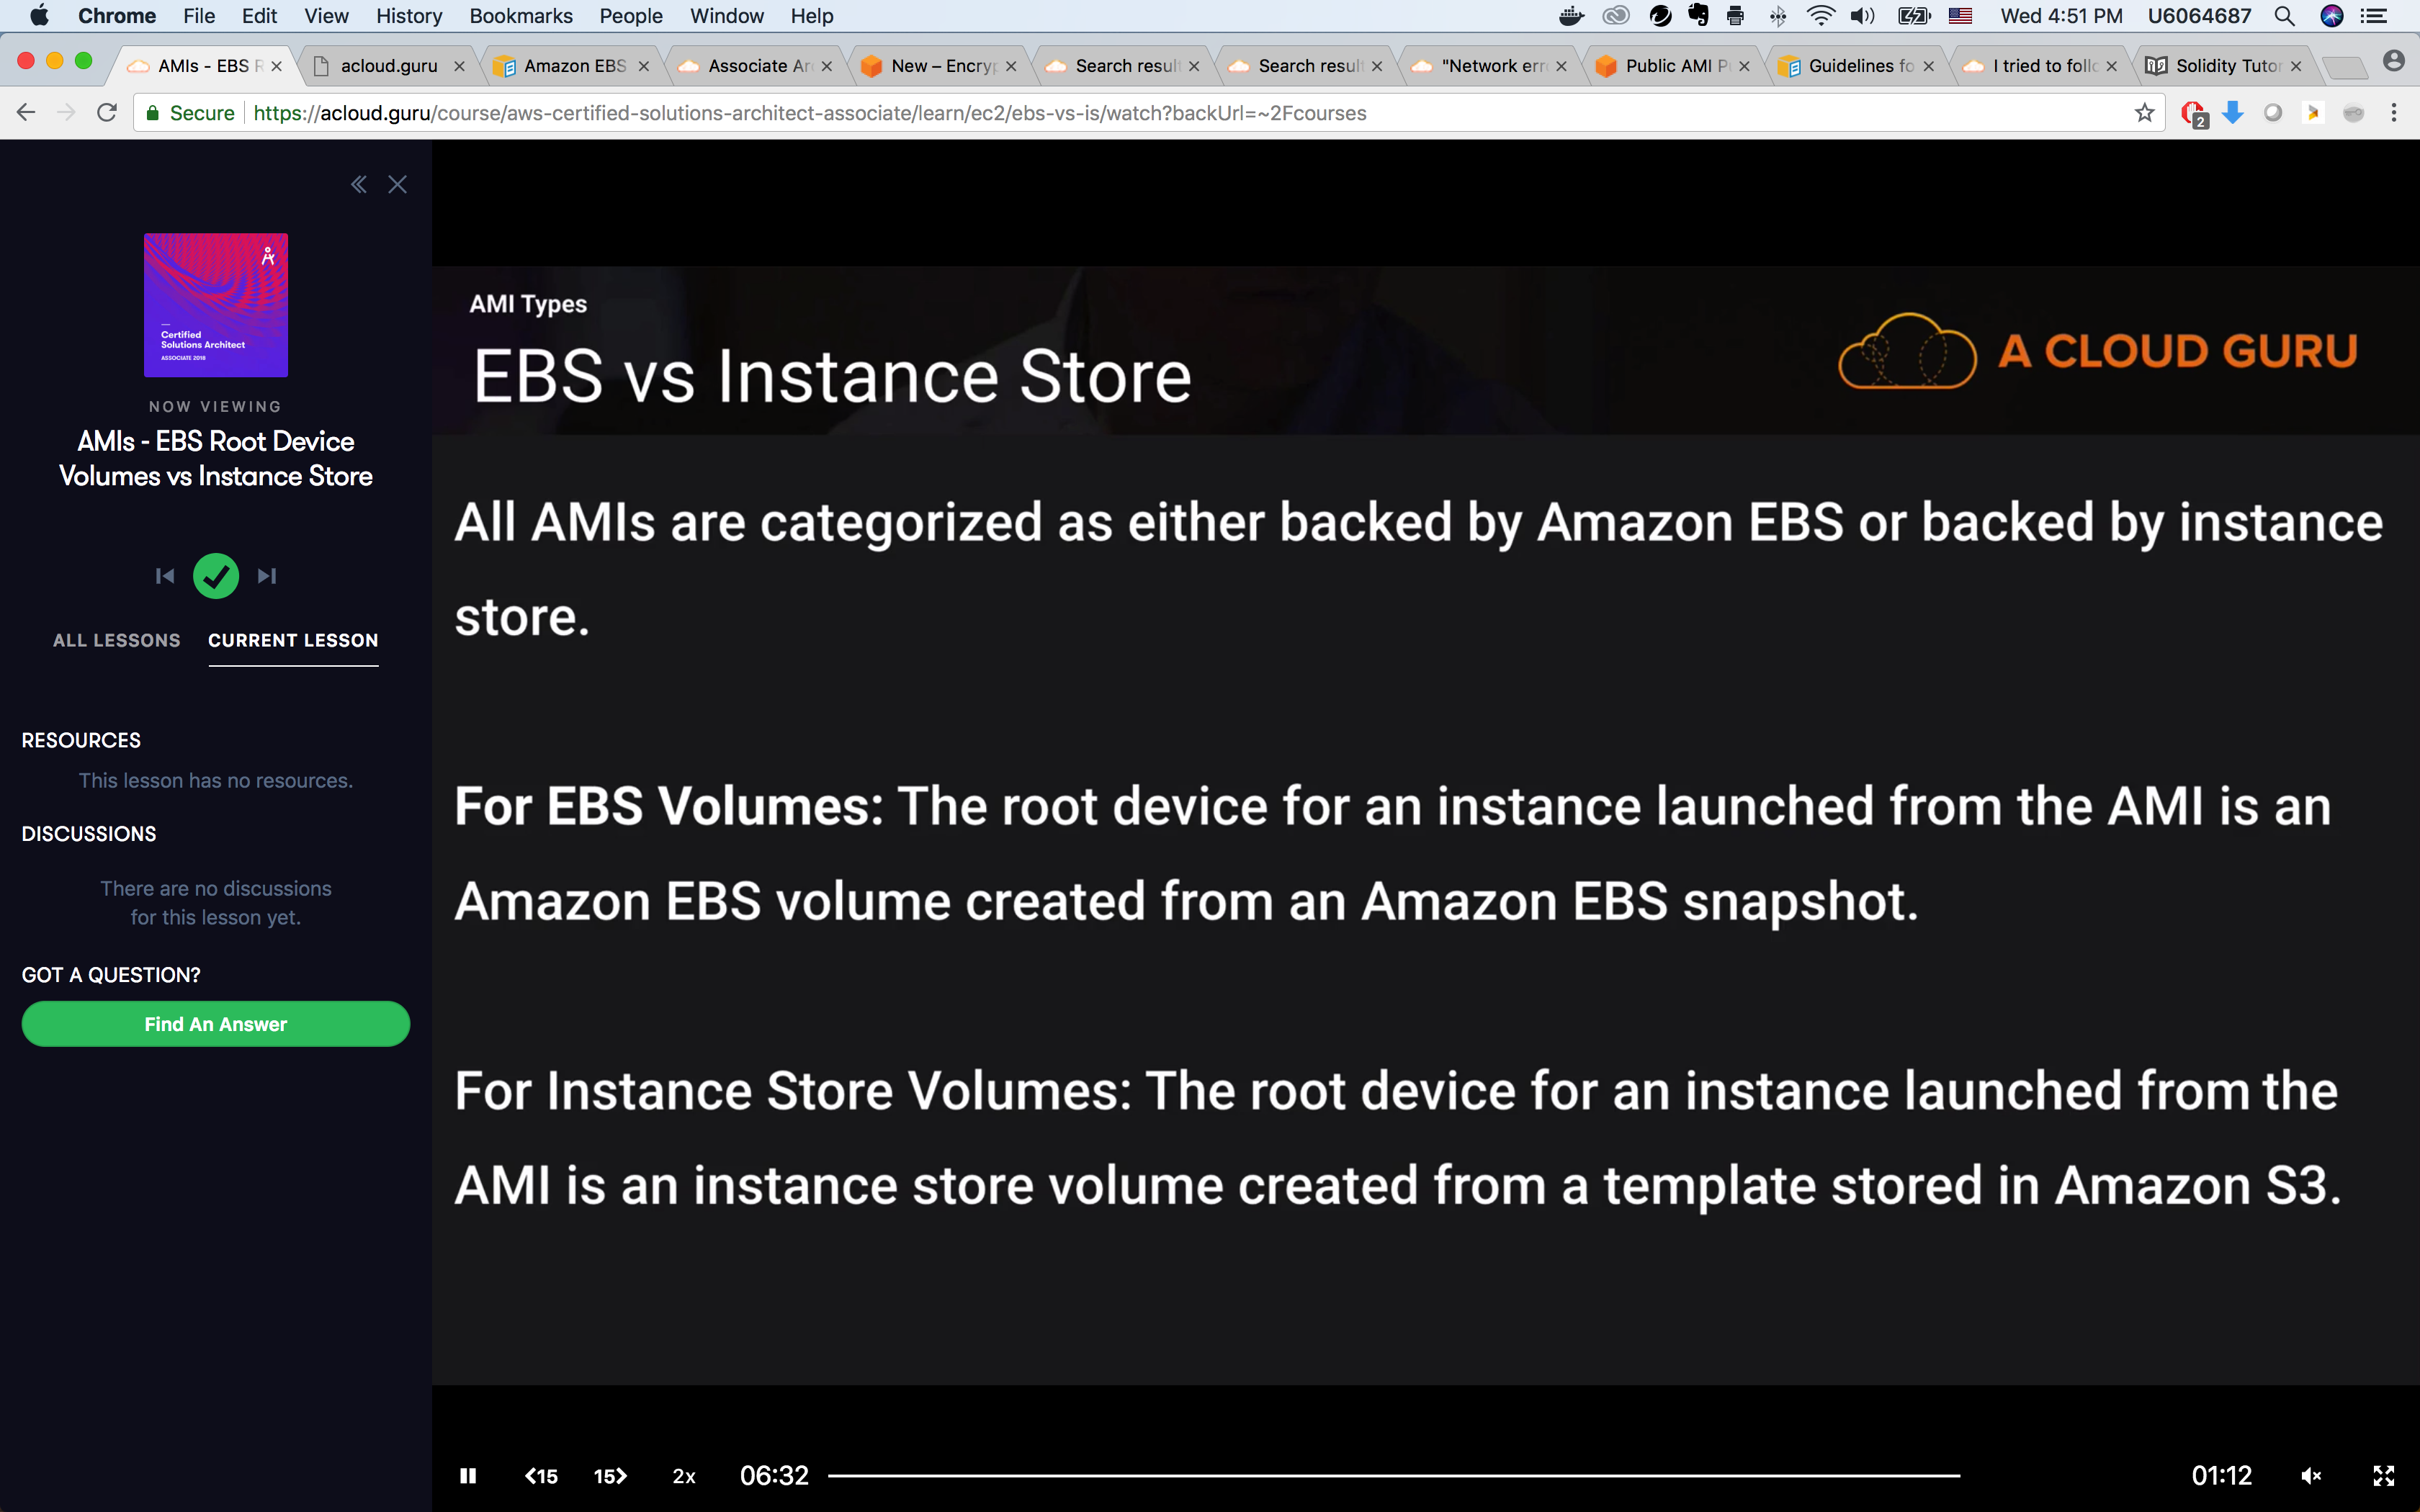 Chrome File Edit View History Bookmarks People Window Help Wed 4:51 PM U6064687
AMIs - EBS R acloud.guru Amazon EBS Associate Arc New – Encryp Search result Search result "Network erro Public AMI Pu Guidelines fo I tried to follo Solidity Tutor
Secure https://acloud.guru/course/aws-certified-solutions-architect-associate/learn/ec2/ebs-vs-is/watch?backUrl=~2Fcourses
2
Certified
Solutions Architect
ASSOCIATE 2018
NOW VIEWING
AMIs - EBS Root Device
Volumes vs Instance Store
ALL LESSONS CURRENT LESSON
RESOURCES
This lesson has no resources.
DISCUSSIONS
There are no discussions
for this lesson yet.
GOT A QUESTION?
Find An Answer
AMI Types
EBS vs Instance Store
A CLOUD GURU
All AMIs are categorized as either backed by Amazon EBS or backed by instance
store.
For EBS Volumes: The root device for an instance launched from the AMI is an
Amazon EBS volume created from an Amazon EBS snapshot.
For Instance Store Volumes: The root device for an instance launched from the
AMI is an instance store volume created from a template stored in Amazon S3.
15 15 2x 06:32 01:12